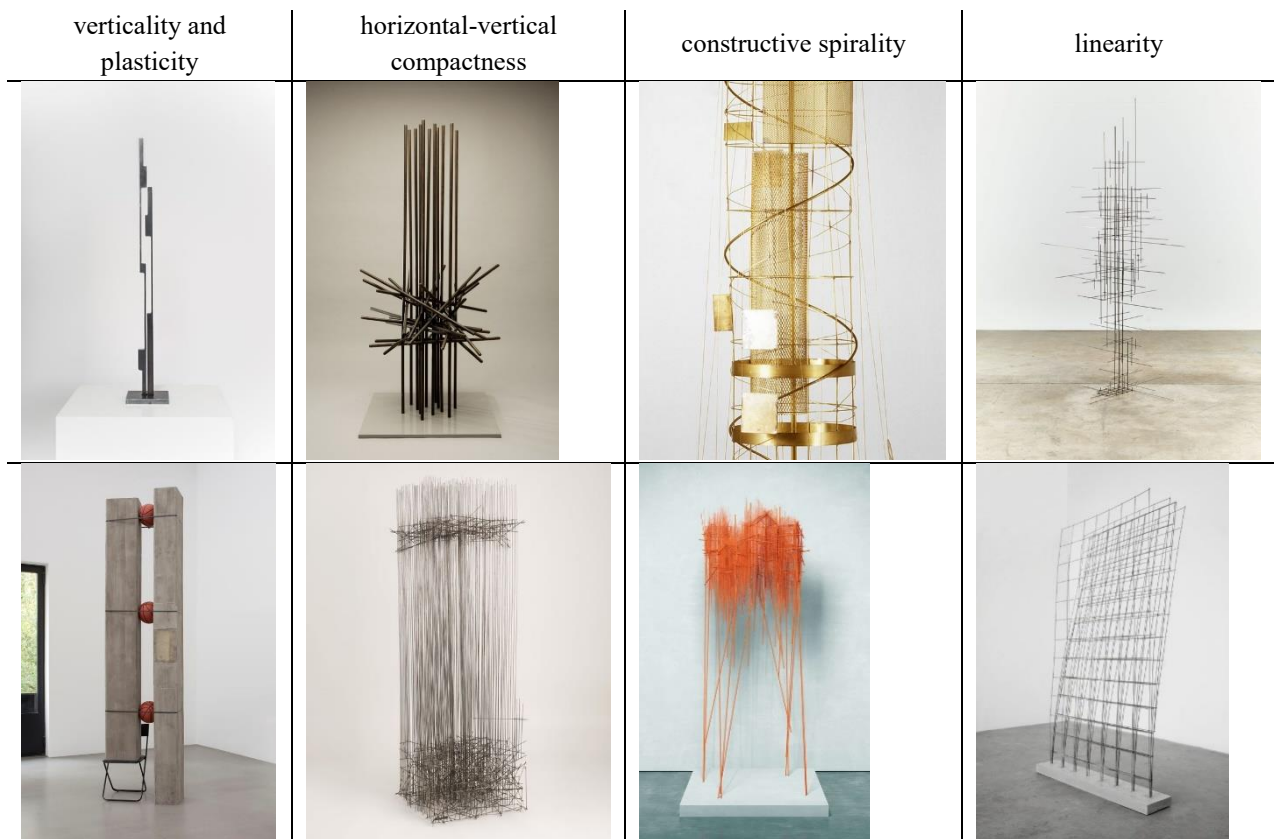 verticality and
plasticity
horizontal-vertical
compactness
constructive spirality
linearity